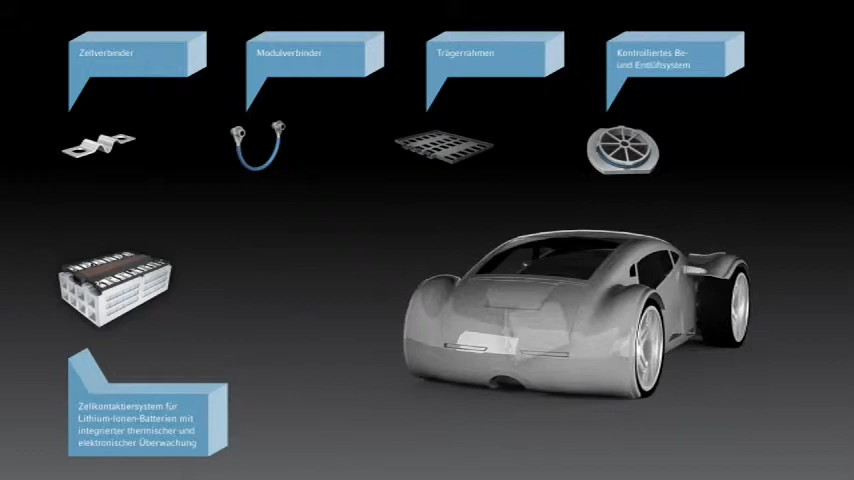 Zellverbinder
Modulverbinder
Trägerrahmen
Kontrolliertes Be-
und Entlüftsystem
Zellkontaktiersystem für
Lithium-Ionen-Batterien mit
integrierter thermischer und
elektronischer Überwachung